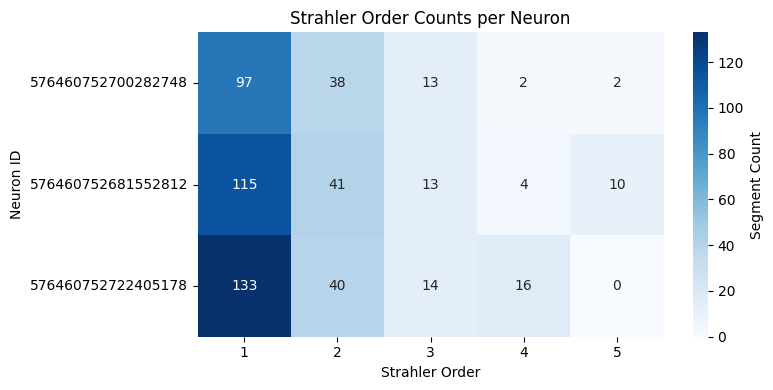 Strahler Order Counts per Neuron
Neuron ID
576460752700282748
97 38 13 2 2
576460752681552812
115 41 13 4 10
576460752722405178
133 40 14 16 0
1 2 3 4 5
Strahler Order
120
100
80
60
40
20
0
Segment Count